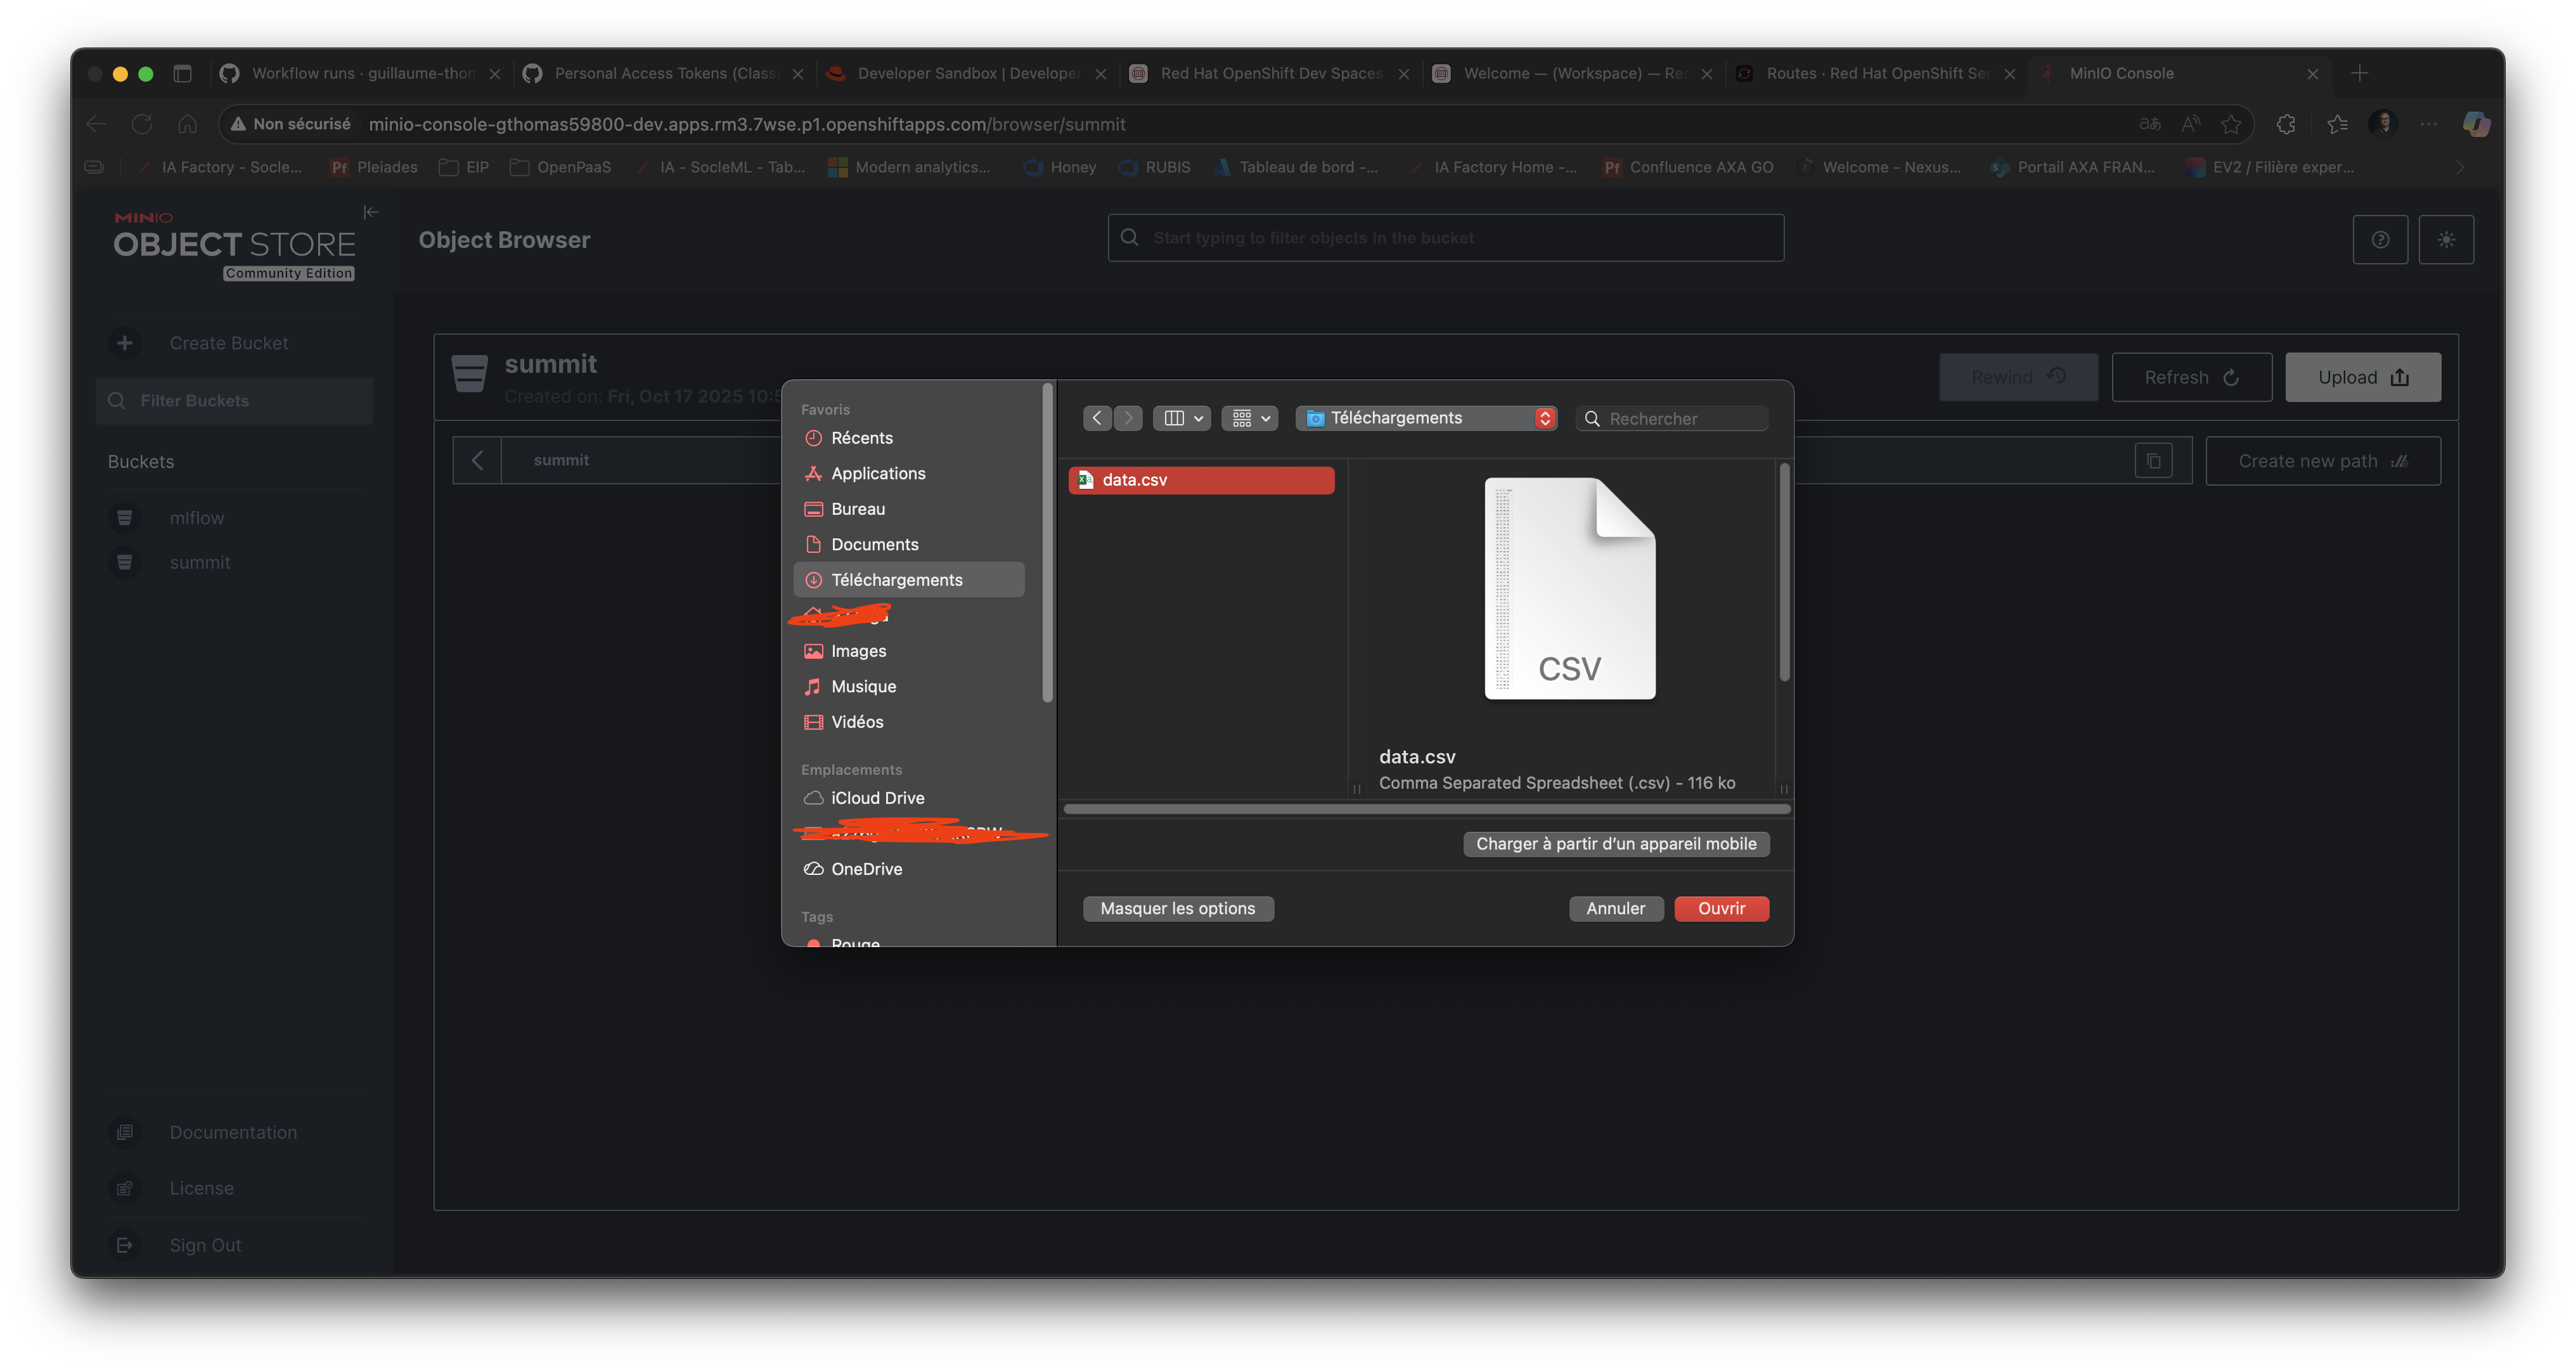 Workflow runs · guillaume-thon
Personal Access Tokens (Classi
Developer Sandbox | Developer
Red Hat OpenShift Dev Spaces
Welcome — (Workspace) — Red
Routes · Red Hat OpenShift Ser
MinIO Console
Non sécurisé
minio-console-gthomas59800-dev.apps.rm3.7wse.p1.openshiftapps.com/browser/summit
IA Factory - Socle...
Pf Pleiades
EIP
OpenPaaS
IA - SocleML - Tab...
Modern analytics...
Honey
RUBIS
Tableau de bord -...
IA Factory Home -...
Pf Confluence AXA GO
Welcome - Nexus...
Portail AXA FRAN...
EV2 / Filière exper...
MINIO
OBJECT STORE
Community Edition
Object Browser
Start typing to filter objects in the bucket
Create Bucket
Filter Buckets
Buckets
mlflow
summit
Documentation
License
Sign Out
summit
Created on: Fri, Oct 17 2025 10:5
Rewind
Refresh
Upload
summit
Create new path
Favoris
Récents
Applications
Bureau
Documents
Téléchargements
Images
Musique
Vidéos
Emplacements
iCloud Drive
OneDrive
Tags
Rouge
Téléchargements
Rechercher
data.csv
CSV
data.csv
Comma Separated Spreadsheet (.csv) - 116 ko
Charger à partir d’un appareil mobile
Masquer les options
Annuler
Ouvrir